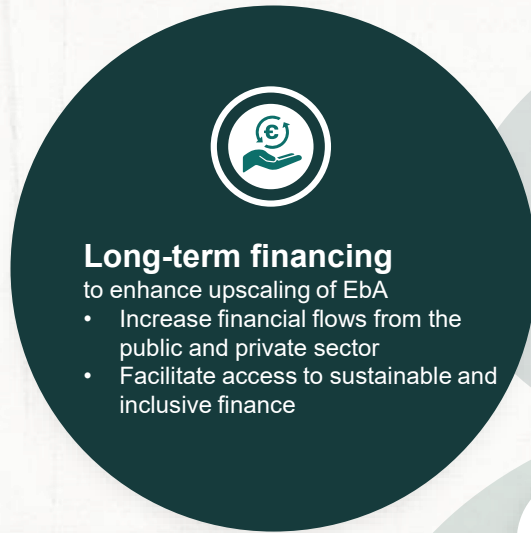 €
Long-term financing
to enhance upscaling of EbA
• Increase financial flows from the
public and private sector
• Facilitate access to sustainable and
inclusive finance